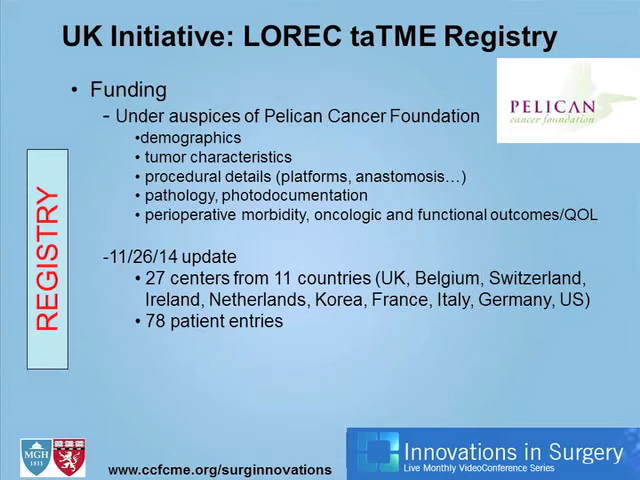 UK Initiative: LOREC taTME Registry
• Funding
- Under auspices of Pelican Cancer Foundation
•demographics
• tumor characteristics
• procedural details (platforms, anastomosis…)
• pathology, photodocumentation
• perioperative morbidity, oncologic and functional outcomes/QOL
PELICAN
cancer foundation
REGISTRY
-11/26/14 update
• 27 centers from 11 countries (UK, Belgium, Switzerland,
Ireland, Netherlands, Korea, France, Italy, Germany, US)
• 78 patient entries
MGH
1811
www.ccfcme.org/surginnovations
Innovations in Surgery
Live Monthly VideoConference Series